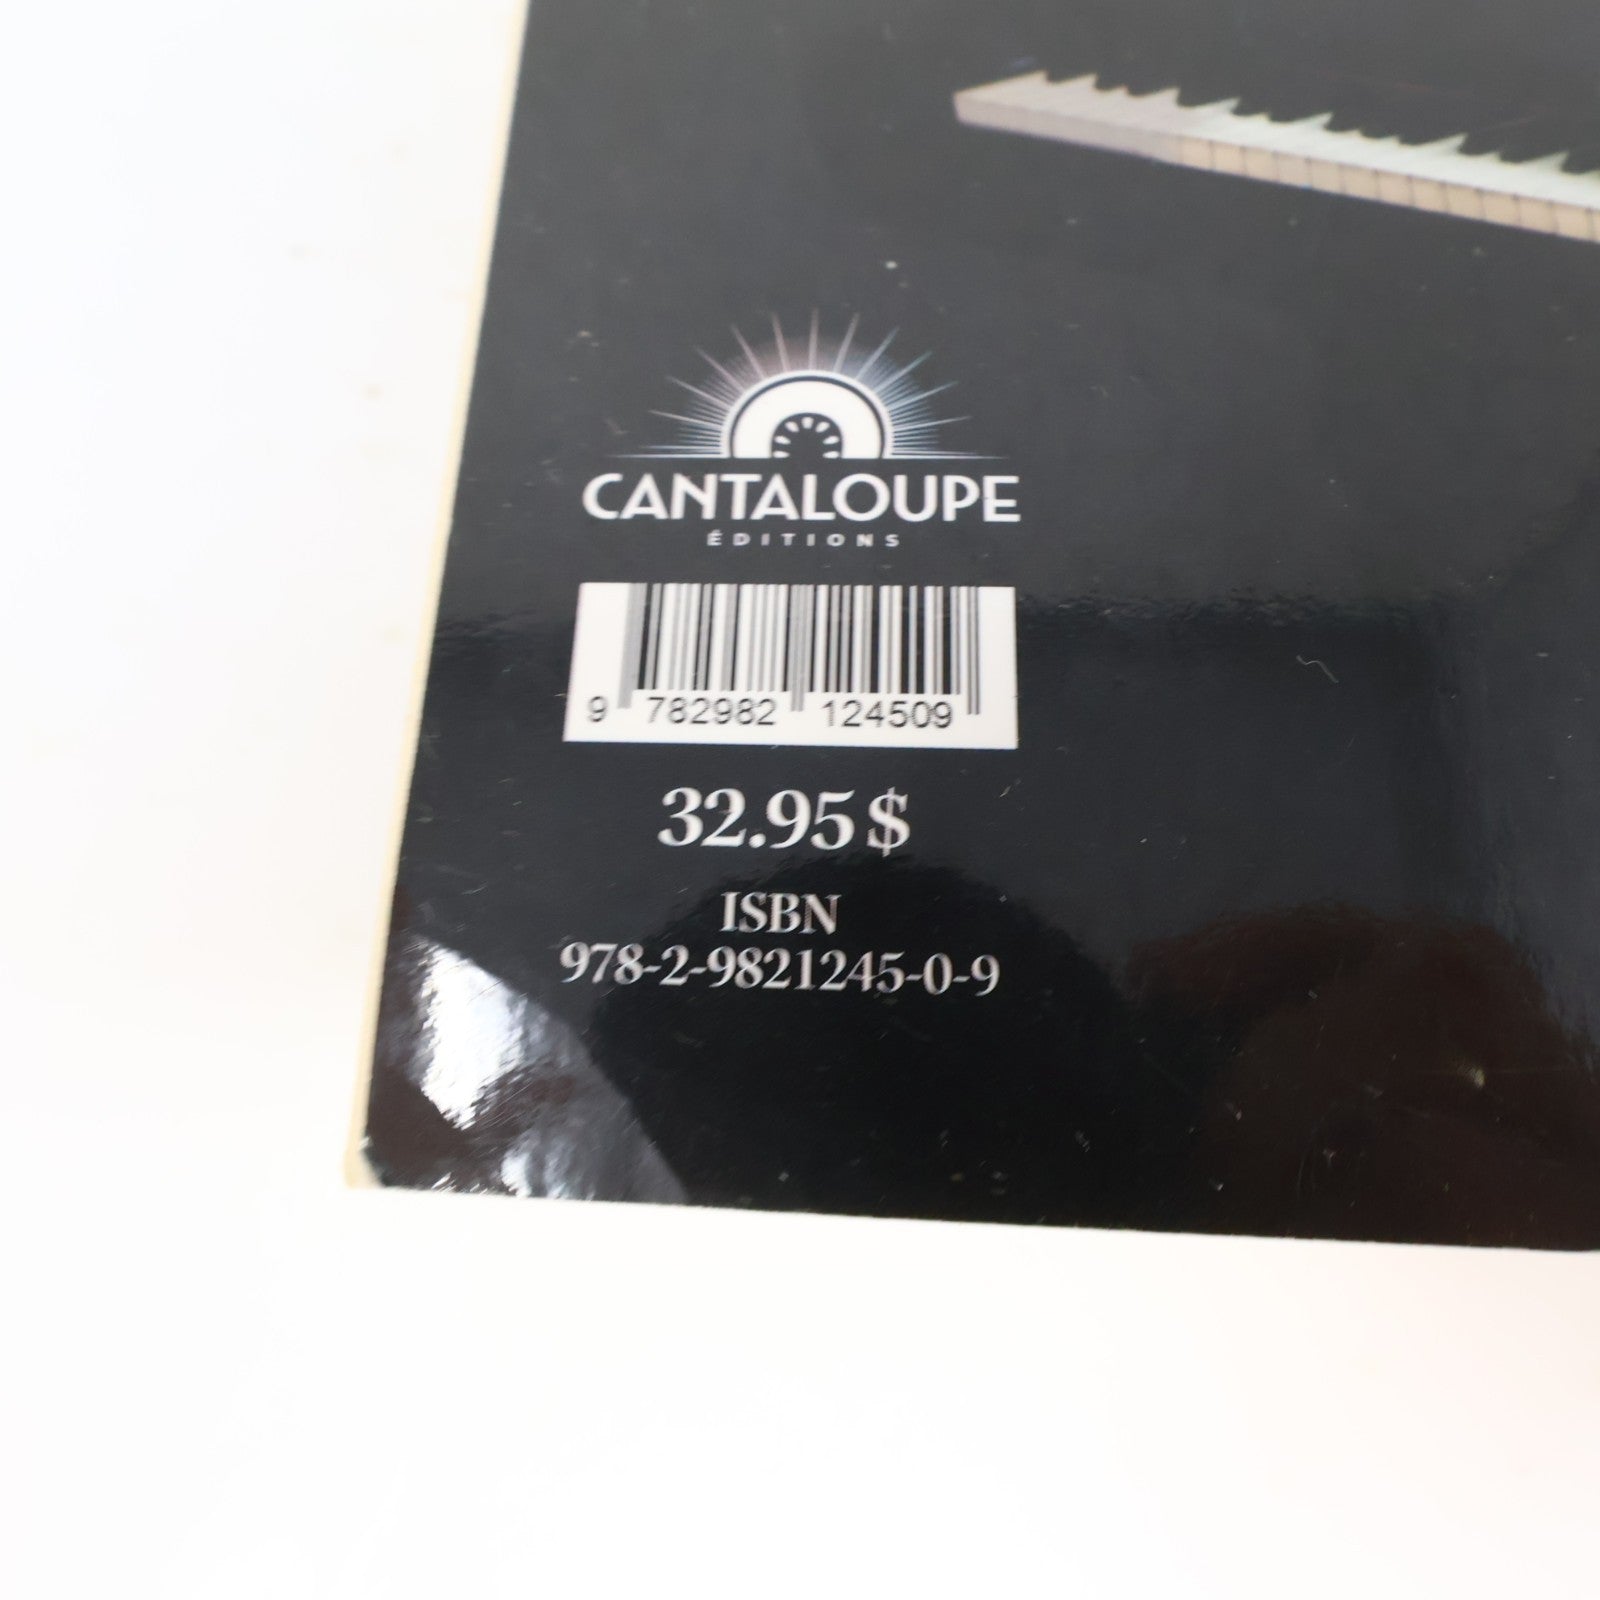 CANTALOUPE
ÉDITIONS
9 782982 124509
32.95 $
ISBN
978-2-9821245-0-9